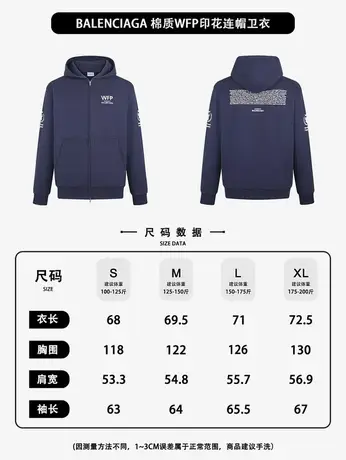 BALENCIAGA 棉质WFP印花连帽卫衣
WFP
尺码数据
SIZE DATA
尺码
SIZE
S
建议体重
100-125斤
M
建议体重
125-150斤
L
建议体重
150-175斤
XL
建议体重
175-200斤
衣长 68 69.5 71 72.5
胸围 118 122 126 130
肩宽 53.3 54.8 55.7 56.9
袖长 63 64 65.5 67
(因测量方法不同，1~3CM误差属于正常范围，商品建议手洗)